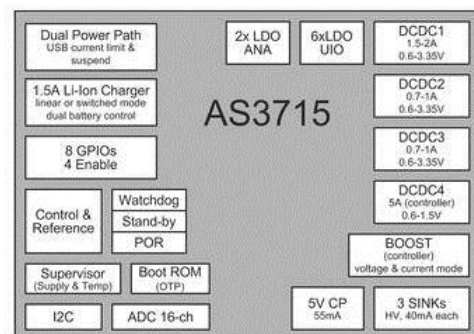 Dual Power Path
USB current limit &
suspend
2x LDO
ANA
6xLDO
UIO
DCDC1
1.5-2A
0.6-3.35V
1.5A Li-Ion Charger
linear or switched mode
dual battery control
AS3715
DCDC2
0.7-1A
0.6-3.35V
8 GPIOs
4 Enable
DCDC3
0.7-1A
0.6-3.35V
Control &
Reference
Watchdog
Stand-by
POR
DCDC4
5A (controller)
0.6-1.5V
BOOST
(controller)
voltage & current mode
Supervisor
(Supply & Temp)
Boot ROM
(OTP)
I2C
ADC 16-ch
5V CP
55mA
3 SINKs
HV, 40mA each